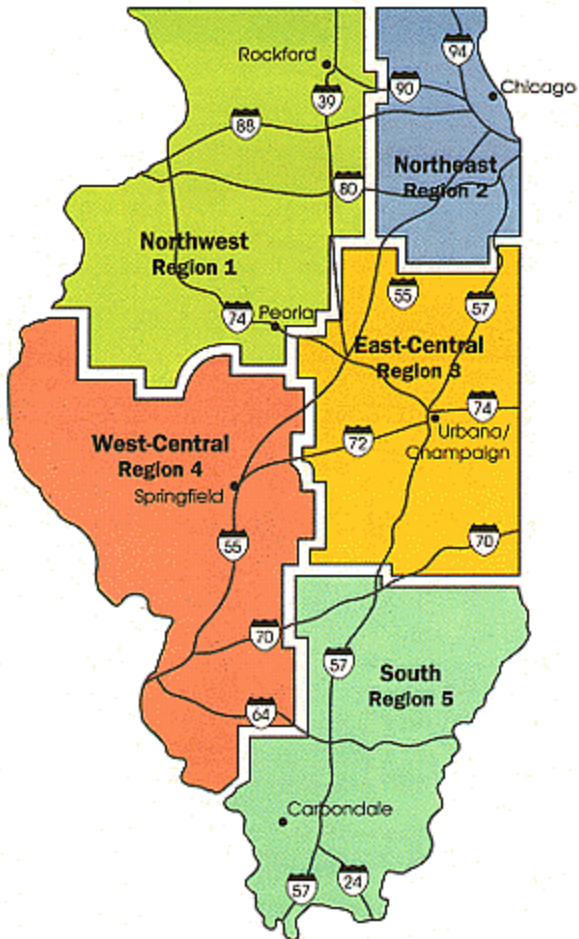 Rockford
94
90
Chicago
39
88
Northeast
Region 2
80
Northwest
Region 1
55
57
74
Peoria
East-Central
Region 3
74
Urbana/
Champaign
72
West-Central
Region 4
Springfield
55
70
70
57
South
Region 5
64
Carbondale
57
24